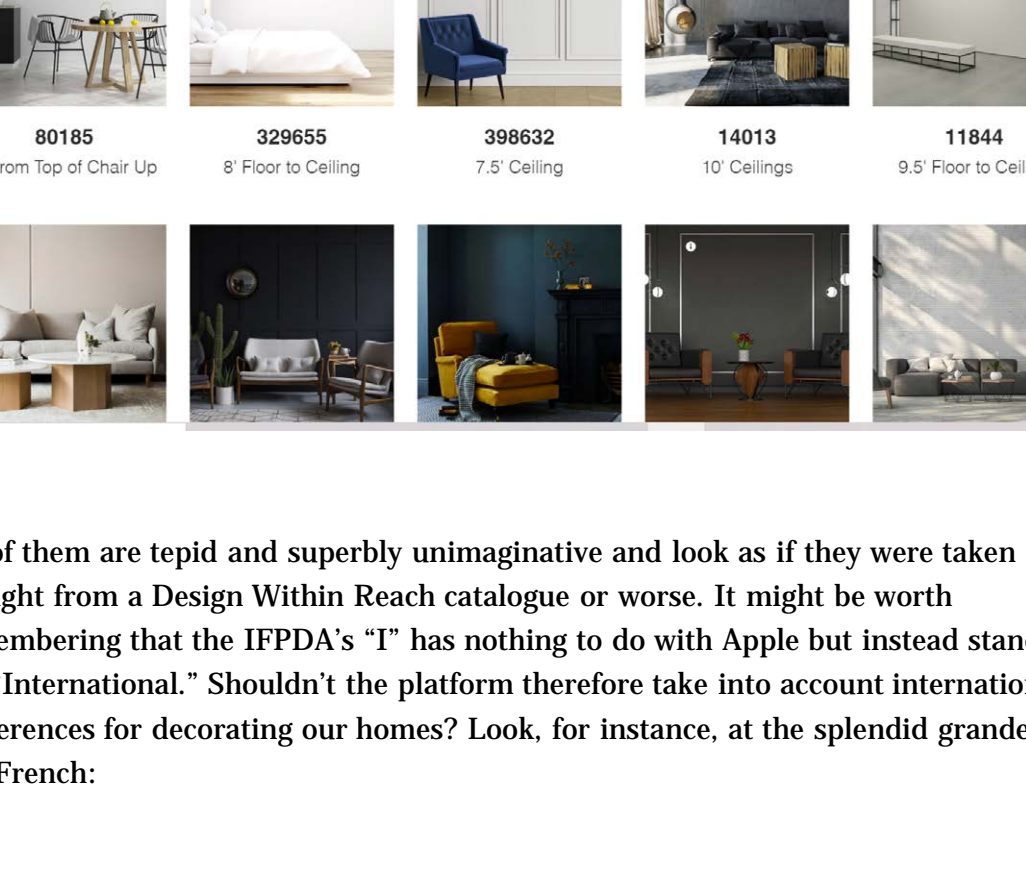 80185 329655 398632 14013 11844
rom Top of Chair Up 8' Floor to Ceiling 7.5' Ceiling 10' Ceilings 9.5' Floor to Ceil
of them are tepid and superbly unimaginative and look as if they were taken
ight from a Design Within Reach catalogue or worse. It might be worth
embering that the IFPDA’s “I” has nothing to do with Apple but instead stan
“International.” Shouldn’t the platform therefore take into account internatio
erences for decorating our homes? Look, for instance, at the splendid grande
French: